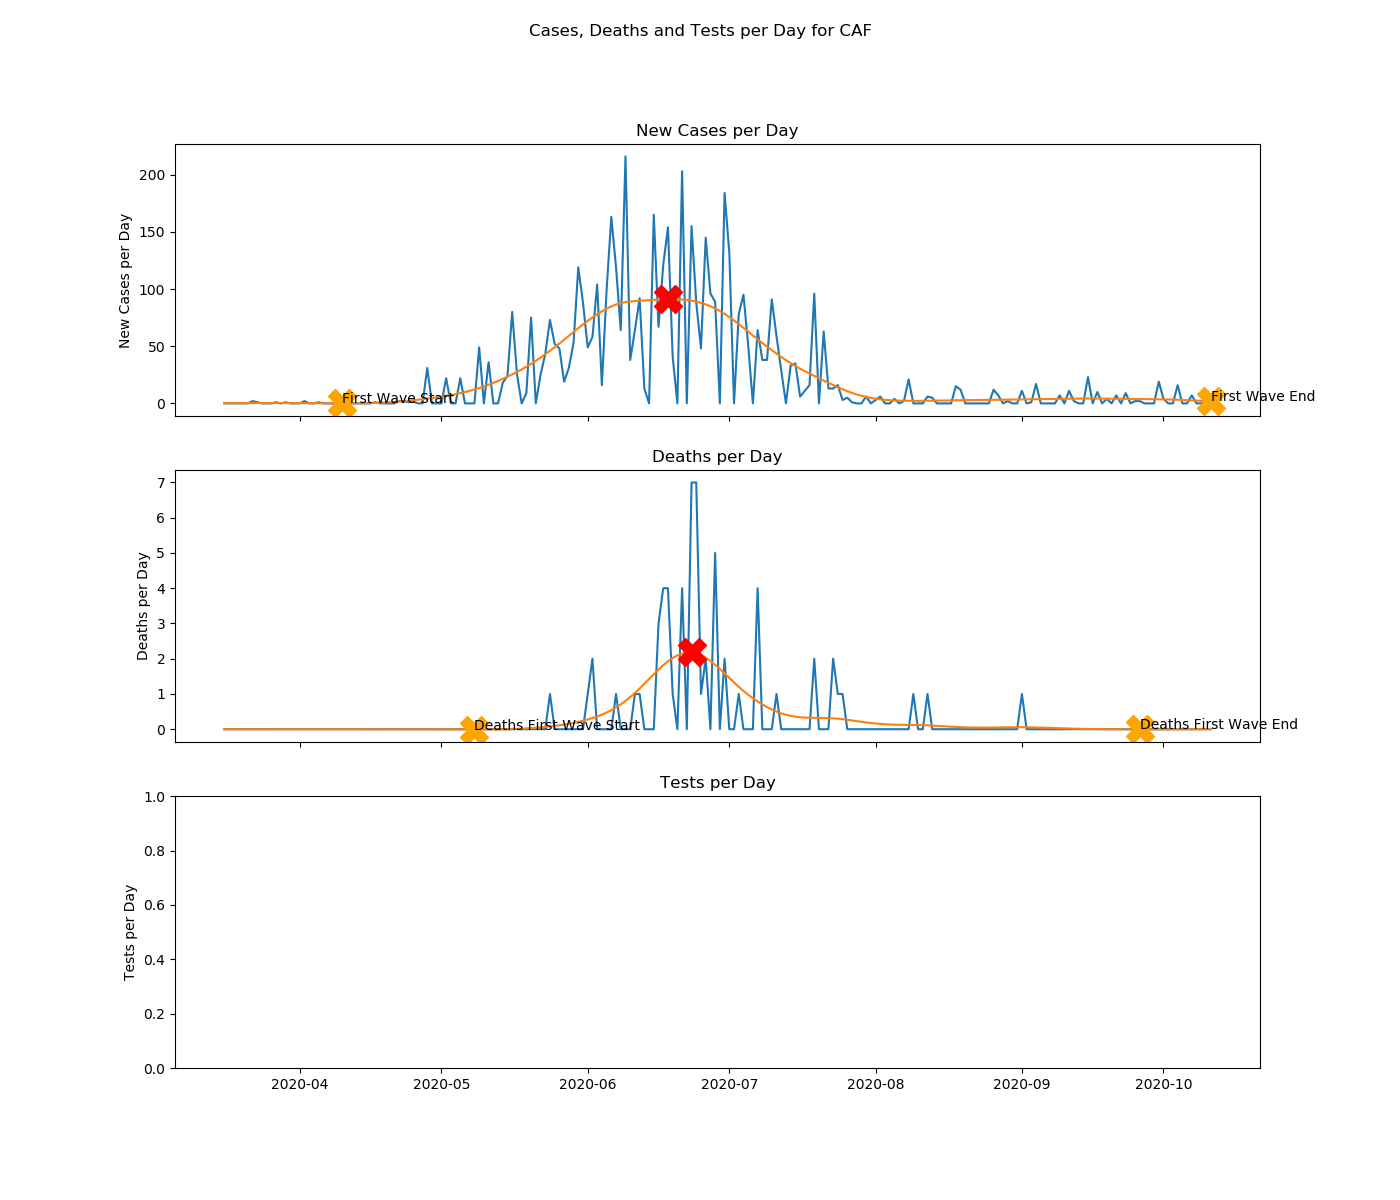 Cases, Deaths and Tests per Day for CAF
New Cases per Day
New Cases per Day
200
150
100
50
0
First Wave Start
First Wave End
Deaths per Day
Deaths per Day
7
6
5
4
3
2
1
0
Deaths First Wave Start
Deaths First Wave End
Tests per Day
Tests per Day
1.0
0.8
0.6
0.4
0.2
0.0
2020-04 2020-05 2020-06 2020-07 2020-08 2020-09 2020-10